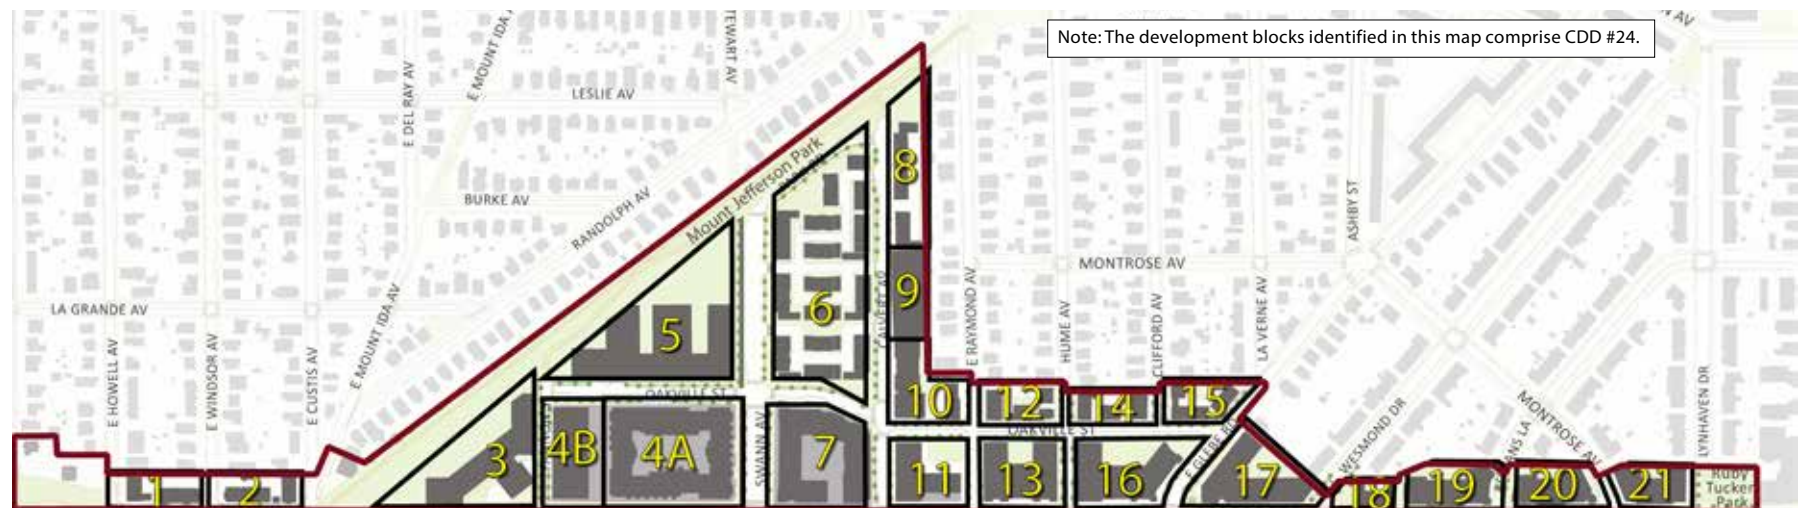 Note: The development blocks identified in this map comprise CDD #24.
E MOUNT IDA
E DEL RAY AV
LESLIE AV
BURKE AV
RANDOLPH AV
Mount Jefferson Park
LA GRANDE AV
E HOWELL AV
E WINDSOR AV
E CUSTIS AV
E MOUNT IDA AV
E RAYMOND AV
MONTROSE AV
HUME AV
CLIFFORD AV
LA VERNE AV
ASHBY ST
WESMOND DR
MONTROSE AV
LYNHAVEN DR
OAKVILLE ST
SWANN AV
OAKVILLE ST
1
2
3
4B
4A
5
6
7
8
9
10
11
12
13
14
15
16
17
18
19
20
21
Ruby
Tucker
Park